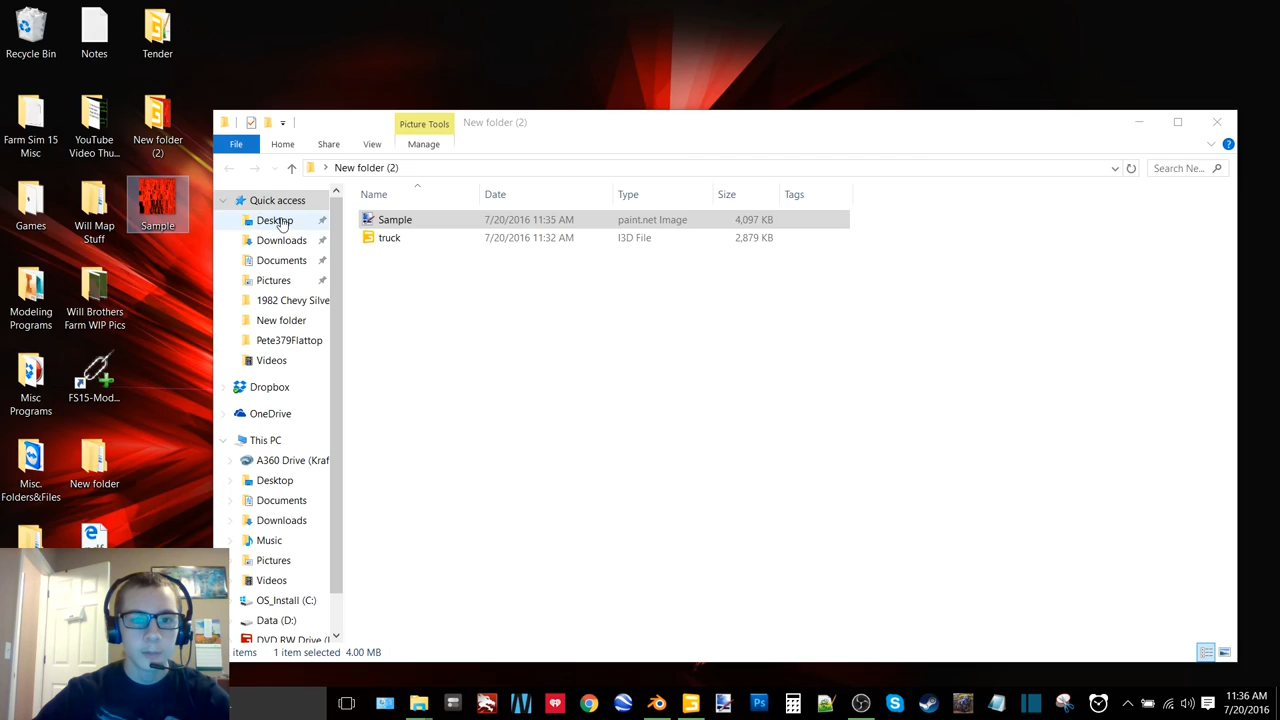 Recycle Bin
Notes
Tender
Farm Sim 15
Misc
YouTube
Video Thu...
New folder
(2)
Games
Will Map
Stuff
Sample
Modeling
Programs
Will Brothers
Farm WIP Pics
Misc
Programs
FS15-Mod...
Misc.
Folders&Files
New folder
Picture Tools
New folder (2)
File
Home
Share
View
Manage
New folder (2)
Search Ne...
Name
Date
Type
Size
Tags
Sample
7/20/2016 11:35 AM
paint.net Image
4,097 KB
truck
7/20/2016 11:32 AM
I3D File
2,879 KB
Quick access
Desktop
Downloads
Documents
Pictures
1982 Chevy Silve
New folder
Pete379Flattop
Videos
Dropbox
OneDrive
This PC
A360 Drive (Kraf
Desktop
Documents
Downloads
Music
Pictures
Videos
OS_Install (C:)
Data (D:)
DVD RW Drive (
items
1 item selected
4.00 MB
11:36 AM
7/20/2016